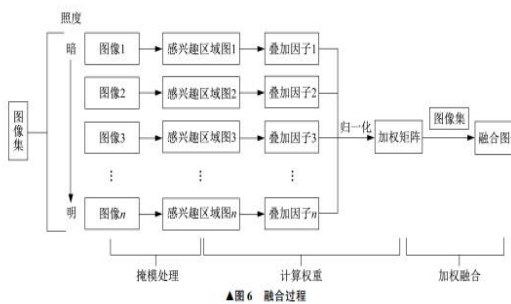 照度
暗
图像1 感兴趣区域图1 叠加因子1
图像2 感兴趣区域图2 叠加因子2
图像集
图像3 感兴趣区域图3 叠加因子3 归一化 加权矩阵 图像集 融合图像
⋮ ⋮ ⋮
明
图像n 感兴趣区域图n 叠加因子n
掩模处理 计算权重 加权融合
▲图6 融合过程